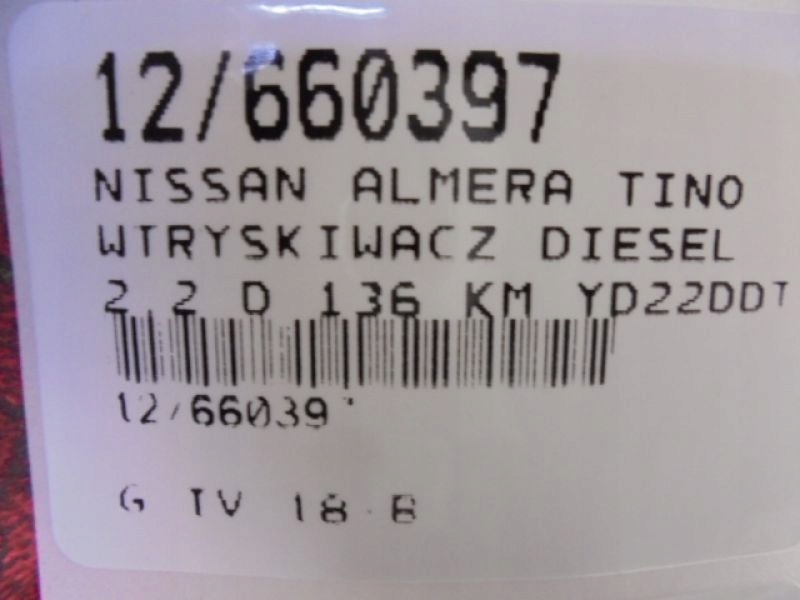 12/660397
NISSAN ALMERA TINO
WTRYSKIWACZ DIESEL
2.2 D 136 KM YD22DDT
12/66039
G IV 18 B